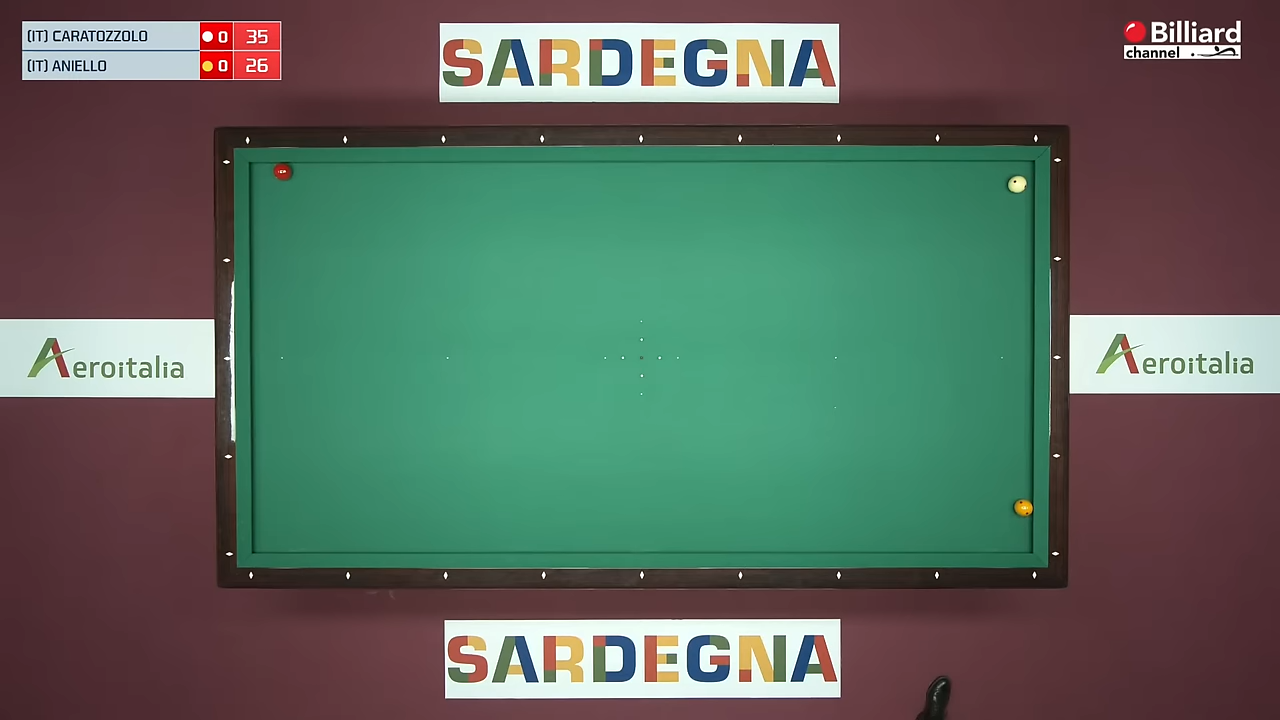 (IT) CARATOZZOLO 0 35
(IT) ANIELLO 0 26
SARDEGNA
Billiard
channel
Aeroitalia
Aeroitalia
SARDEGNA